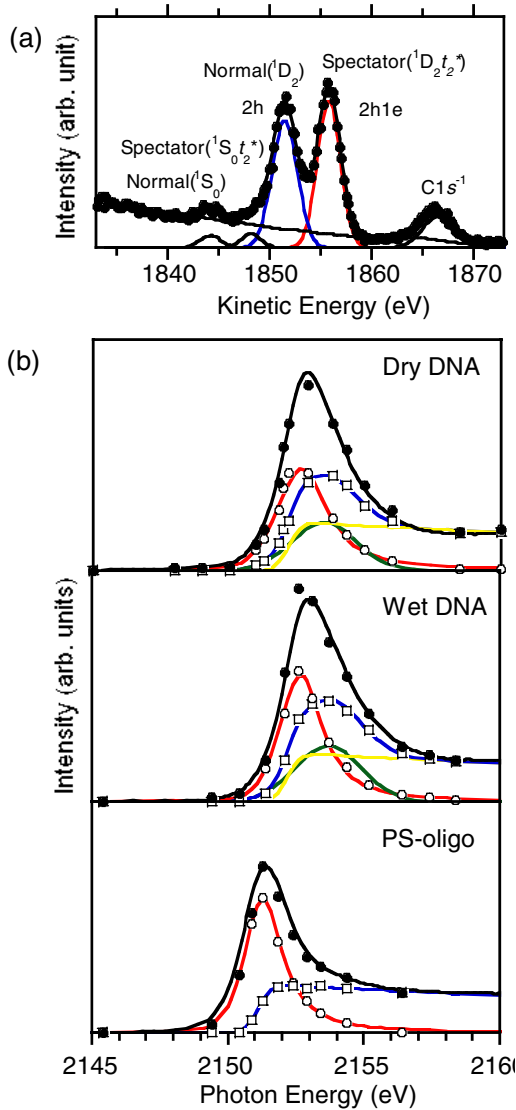 (a)
Intensity (arb. unit)
Normal(¹D₂)
Spectator(¹D₂t₂*)
2h
2h1e
Spectator(¹S₀t₂*)
Normal(¹S₀)
C1s⁻¹
1840 1850 1860 1870
Kinetic Energy (eV)
(b)
Intensity (arb. units)
Dry DNA
Wet DNA
PS-oligo
2145 2150 2155 2160
Photon Energy (eV)